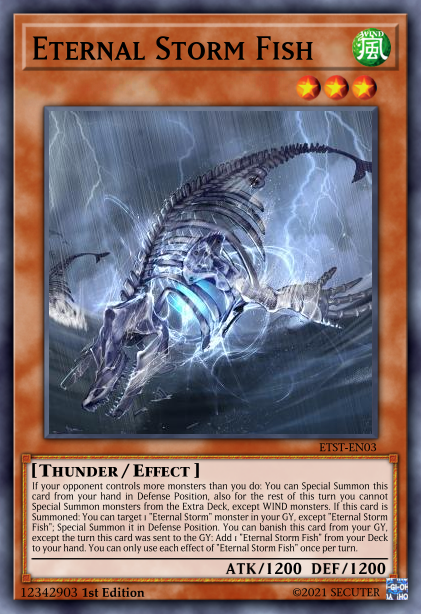 ETERNAL STORM FISH
WIND
風
ETST-EN03
[THUNDER / EFFECT ]
If your opponent controls more monsters than you do: You can Special Summon this
card from your hand in Defense Position, also for the rest of this turn you cannot
Special Summon monsters from the Extra Deck, except WIND monsters. If this card is
Summoned: You can target 1 "Eternal Storm" monster in your GY, except "Eternal Storm
Fish"; Special Summon it in Defense Position. You can banish this card from your GY,
except the turn this card was sent to the GY: Add 1 "Eternal Storm Fish" from your Deck
to your hand. You can only use each effect of "Eternal Storm Fish" once per turn.
ATK/1200 DEF/1200
12342903 1st Edition
©2021 SECUTER